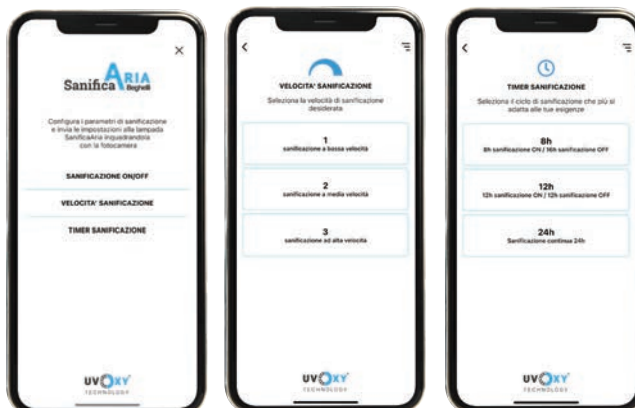 Sanifica ARIA
Beghelli
Configura i parametri di sanificazione
e invia le impostazioni alla lampada
SanificaAria inquadrandola
con la fotocamera
SANIFICAZIONE ON/OFF
VELOCITA' SANIFICAZIONE
TIMER SANIFICAZIONE
UVOXY®
TECHNOLOGY
VELOCITA' SANIFICAZIONE
Seleziona la velocità di sanificazione
desiderata
1
sanificazione a bassa velocità
2
sanificazione a media velocità
3
sanificazione ad alta velocità
UVOXY®
TECHNOLOGY
TIMER SANIFICAZIONE
Seleziona il ciclo di sanificazione che più si
adatta alle tue esigenze
8h
8h sanificazione ON / 16h sanificazione OFF
12h
12h sanificazione ON / 12h sanificazione OFF
24h
Sanificazione continua 24h
UVOXY®
TECHNOLOGY